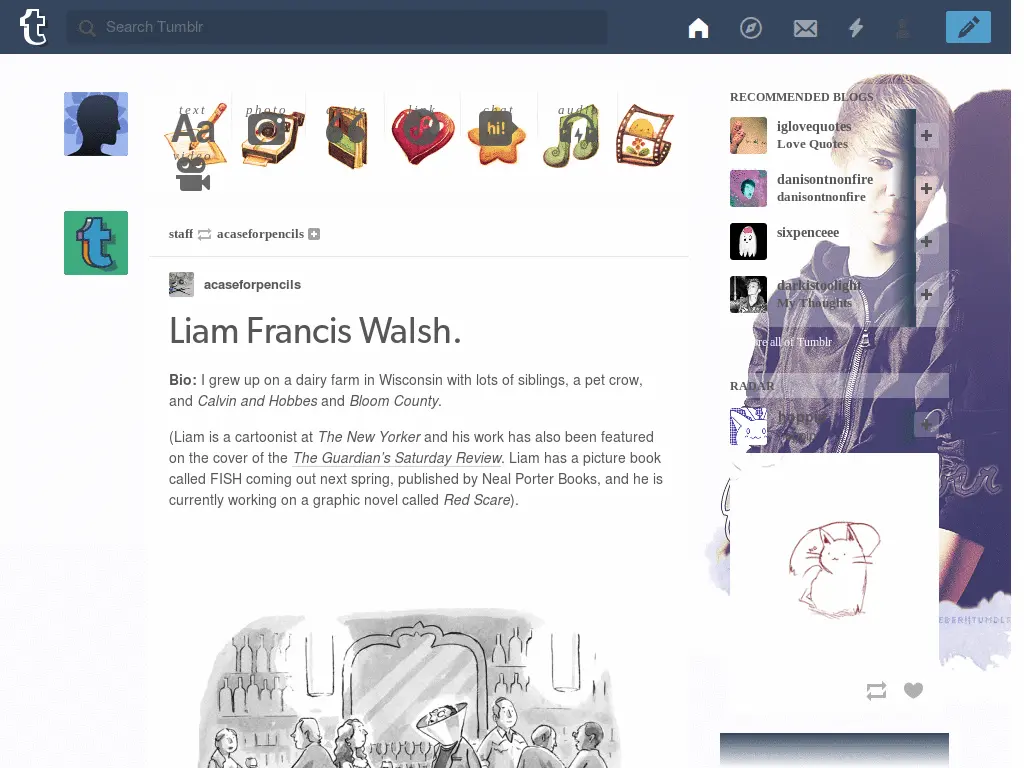 Search Tumblr
text photo quote link chat audio
Aa hi!
video
RECOMMENDED BLOGS
iglovequotes
Love Quotes
danisontnonfire
danisontnonfire
sixpenceee
darkistoolight
My Thoughts
all of Tumblr
RADAR
staff acaseforpencils
acaseforpencils
Liam Francis Walsh.
Bio: I grew up on a dairy farm in Wisconsin with lots of siblings, a pet crow,
and Calvin and Hobbes and Bloom County.
(Liam is a cartoonist at The New Yorker and his work has also been featured
on the cover of the The Guardian's Saturday Review. Liam has a picture book
called FISH coming out next spring, published by Neal Porter Books, and he is
currently working on a graphic novel called Red Scare).